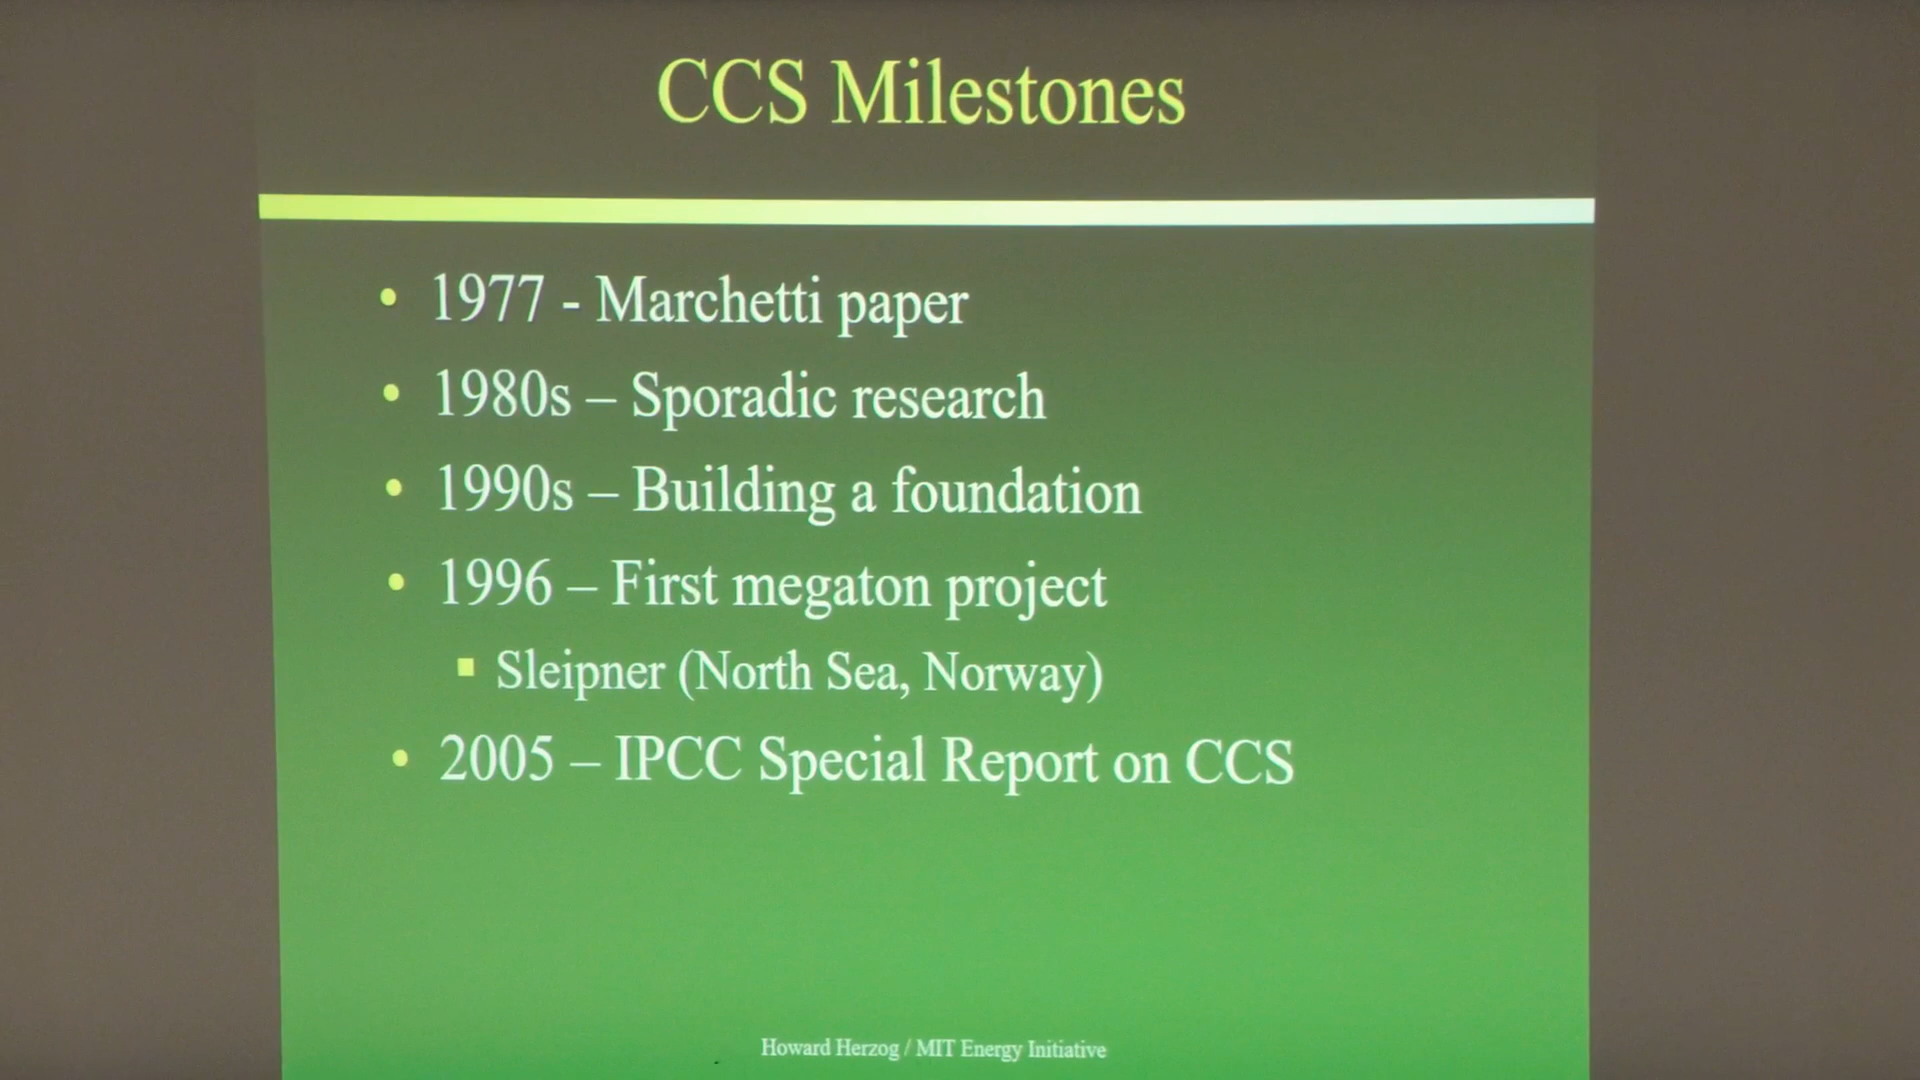 CCS Milestones
• 1977 - Marchetti paper
• 1980s – Sporadic research
• 1990s – Building a foundation
• 1996 – First megaton project
▪ Sleipner (North Sea, Norway)
• 2005 – IPCC Special Report on CCS
Howard Herzog / MIT Energy Initiative